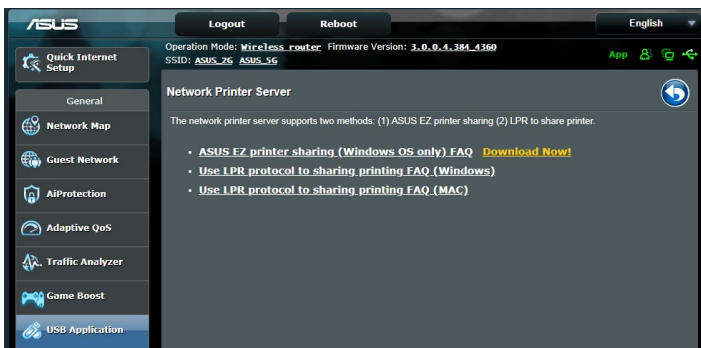 ASUS
Logout
Reboot
English
Operation Mode: Wireless router Firmware Version: 3.0.0.4.384_4360
SSID: ASUS_2G ASUS_5G
App
Quick Internet
Setup
General
Network Map
Guest Network
AiProtection
Adaptive QoS
Traffic Analyzer
Game Boost
USB Application
Network Printer Server
The network printer server supports two methods: (1) ASUS EZ printer sharing (2) LPR to share printer.
• ASUS EZ printer sharing (Windows OS only) FAQ Download Now!
• Use LPR protocol to sharing printing FAQ (Windows)
• Use LPR protocol to sharing printing FAQ (MAC)